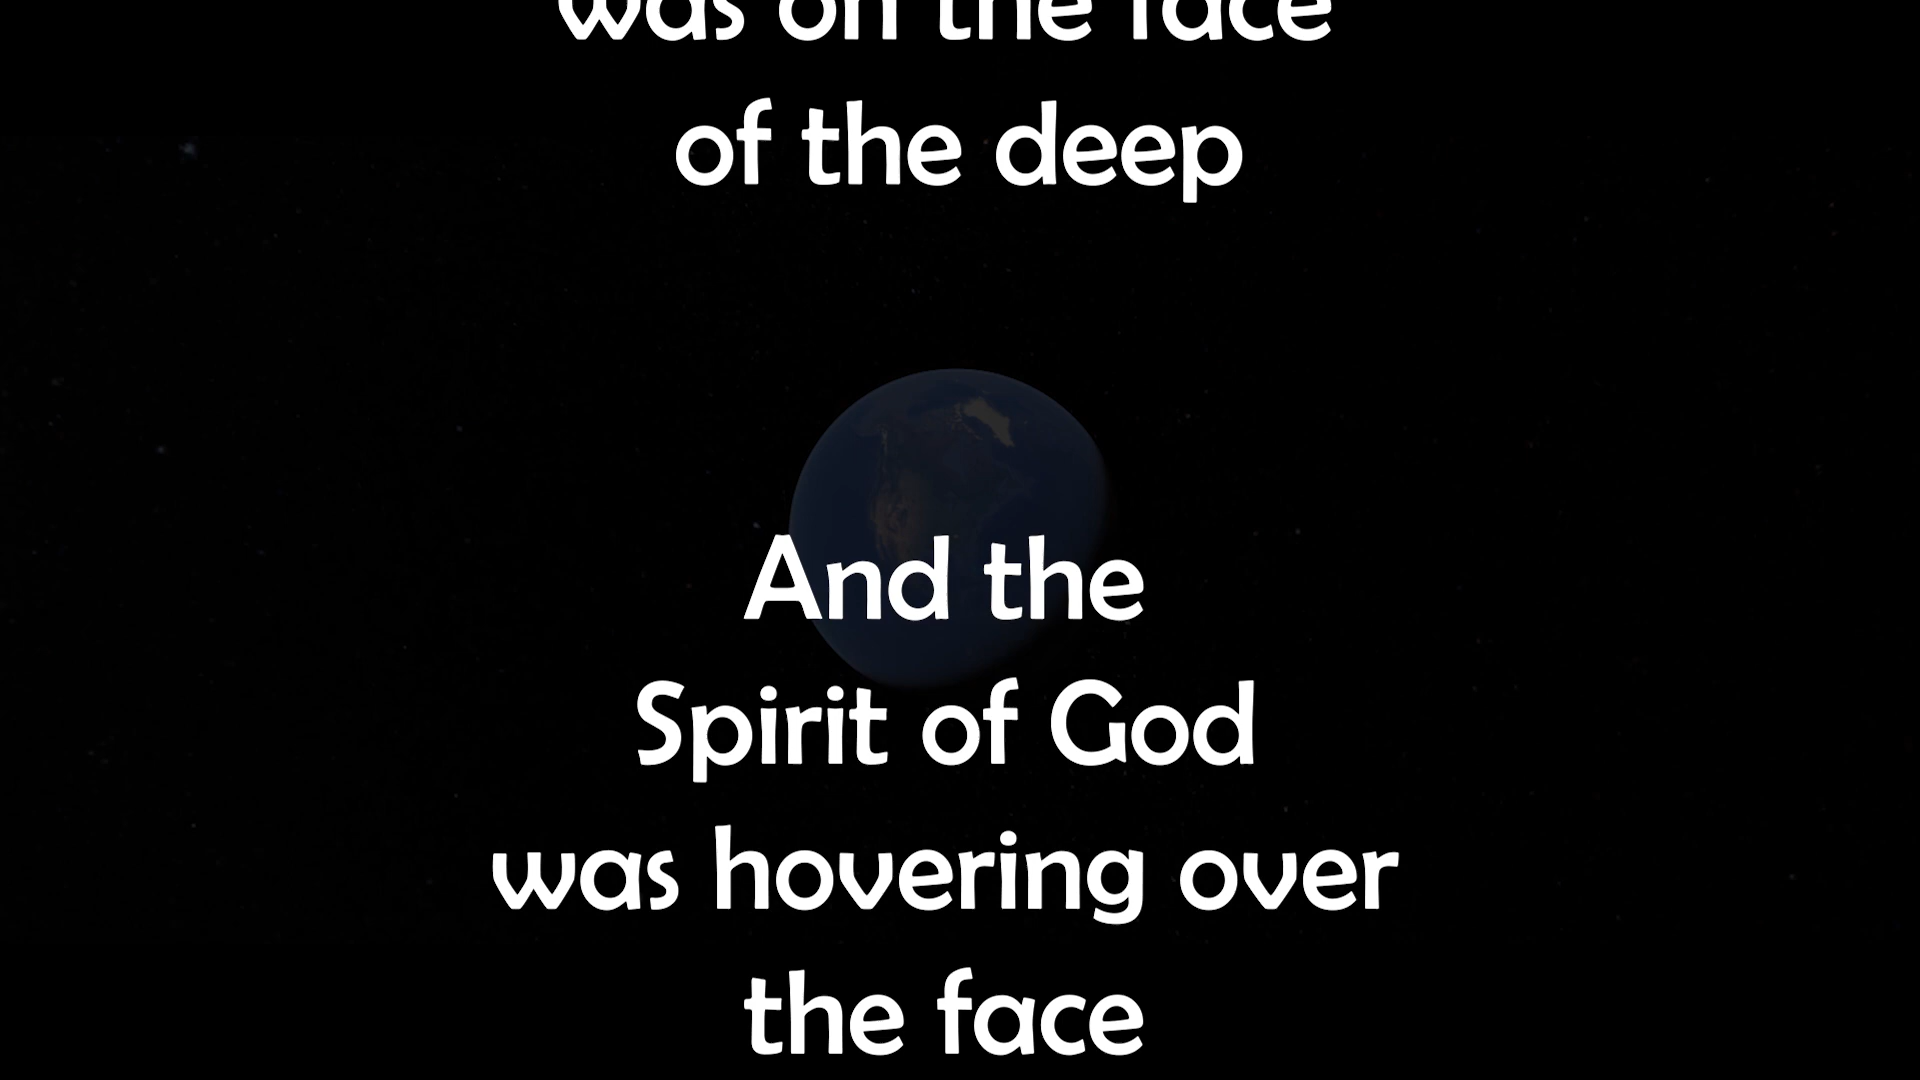 was on the face
of the deep
And the
Spirit of God
was hovering over
the face